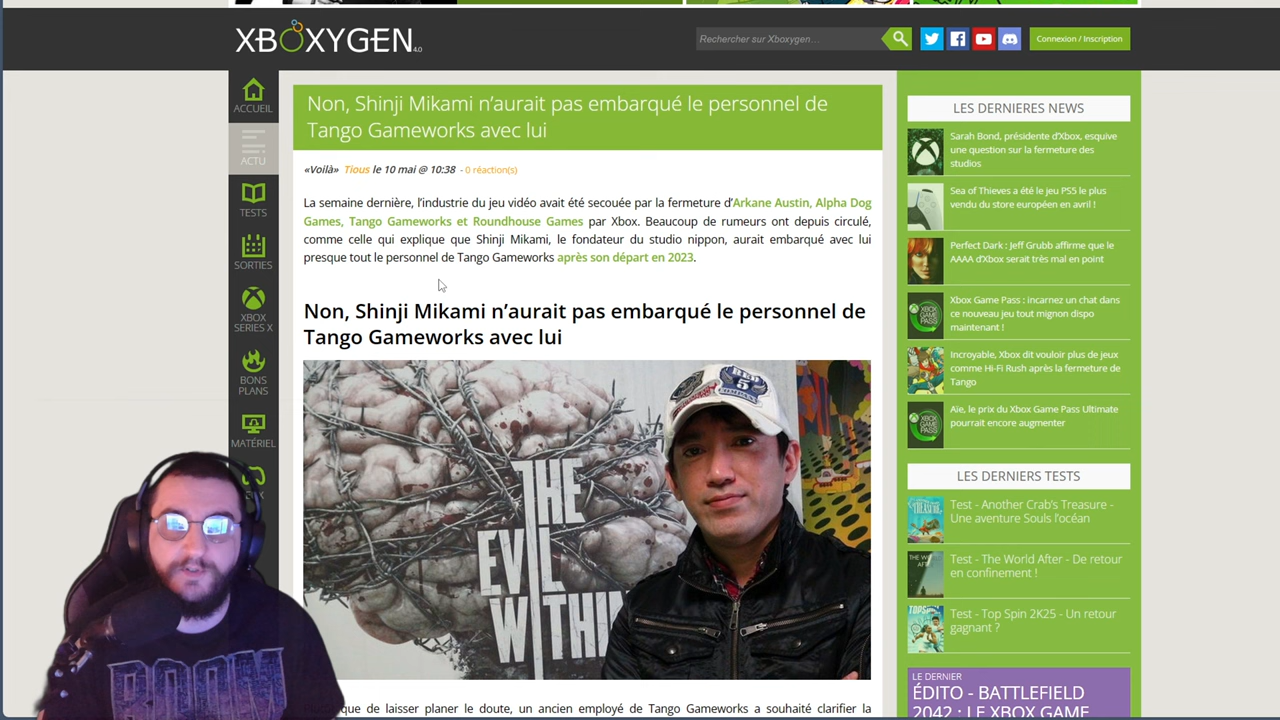 XBOXYGEN 4.0
Rechercher sur Xboxygen…
Connexion / Inscription
ACCUEIL
ACTU
TESTS
SORTIES
XBOX
SERIES X
BONS
PLANS
MATÉRIEL
Non, Shinji Mikami n’aurait pas embarqué le personnel de
Tango Gameworks avec lui
«Voilà» Tious le 10 mai @ 10:38 - 0 réaction(s)
La semaine dernière, l’industrie du jeu vidéo avait été secouée par la fermeture d’Arkane Austin, Alpha Dog
Games, Tango Gameworks et Roundhouse Games par Xbox. Beaucoup de rumeurs ont depuis circulé,
comme celle qui explique que Shinji Mikami, le fondateur du studio nippon, aurait embarqué avec lui
presque tout le personnel de Tango Gameworks après son départ en 2023.
Non, Shinji Mikami n’aurait pas embarqué le personnel de
Tango Gameworks avec lui
THE
EVIL
WITHIN
que de laisser planer le doute, un ancien employé de Tango Gameworks a souhaité clarifier la
DOOM
LES DERNIERES NEWS
Sarah Bond, présidente d’Xbox, esquive
une question sur la fermeture des
studios
Sea of Thieves a été le jeu PS5 le plus
vendu du store européen en avril !
Perfect Dark : Jeff Grubb affirme que le
AAAA d’Xbox serait très mal en point
Xbox Game Pass : incarnez un chat dans
ce nouveau jeu tout mignon dispo
maintenant !
Incroyable, Xbox dit vouloir plus de jeux
comme Hi-Fi Rush après la fermeture de
Tango
Aïe, le prix du Xbox Game Pass Ultimate
pourrait encore augmenter
LES DERNIERS TESTS
Test - Another Crab’s Treasure -
Une aventure Souls l’océan
Test - The World After - De retour
en confinement !
Test - Top Spin 2K25 - Un retour
gagnant ?
LE DERNIER
ÉDITO - BATTLEFIELD
2042 : LE XBOX GAME